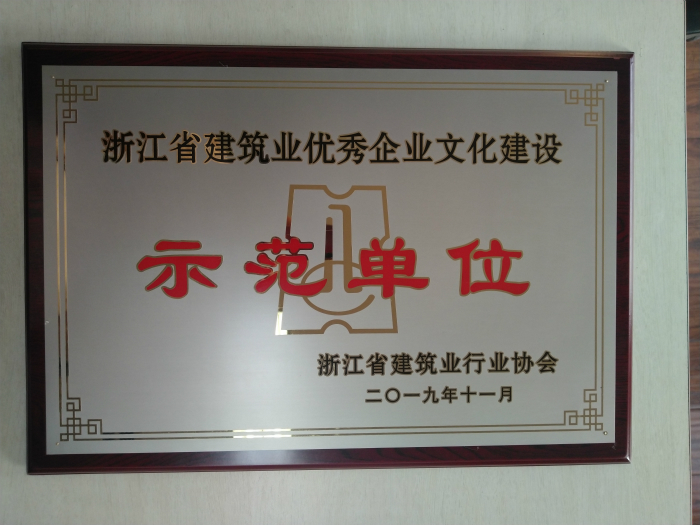 浙江省建筑业优秀企业文化建设
示范单位
浙江省建筑业行业协会
二〇一九年十一月